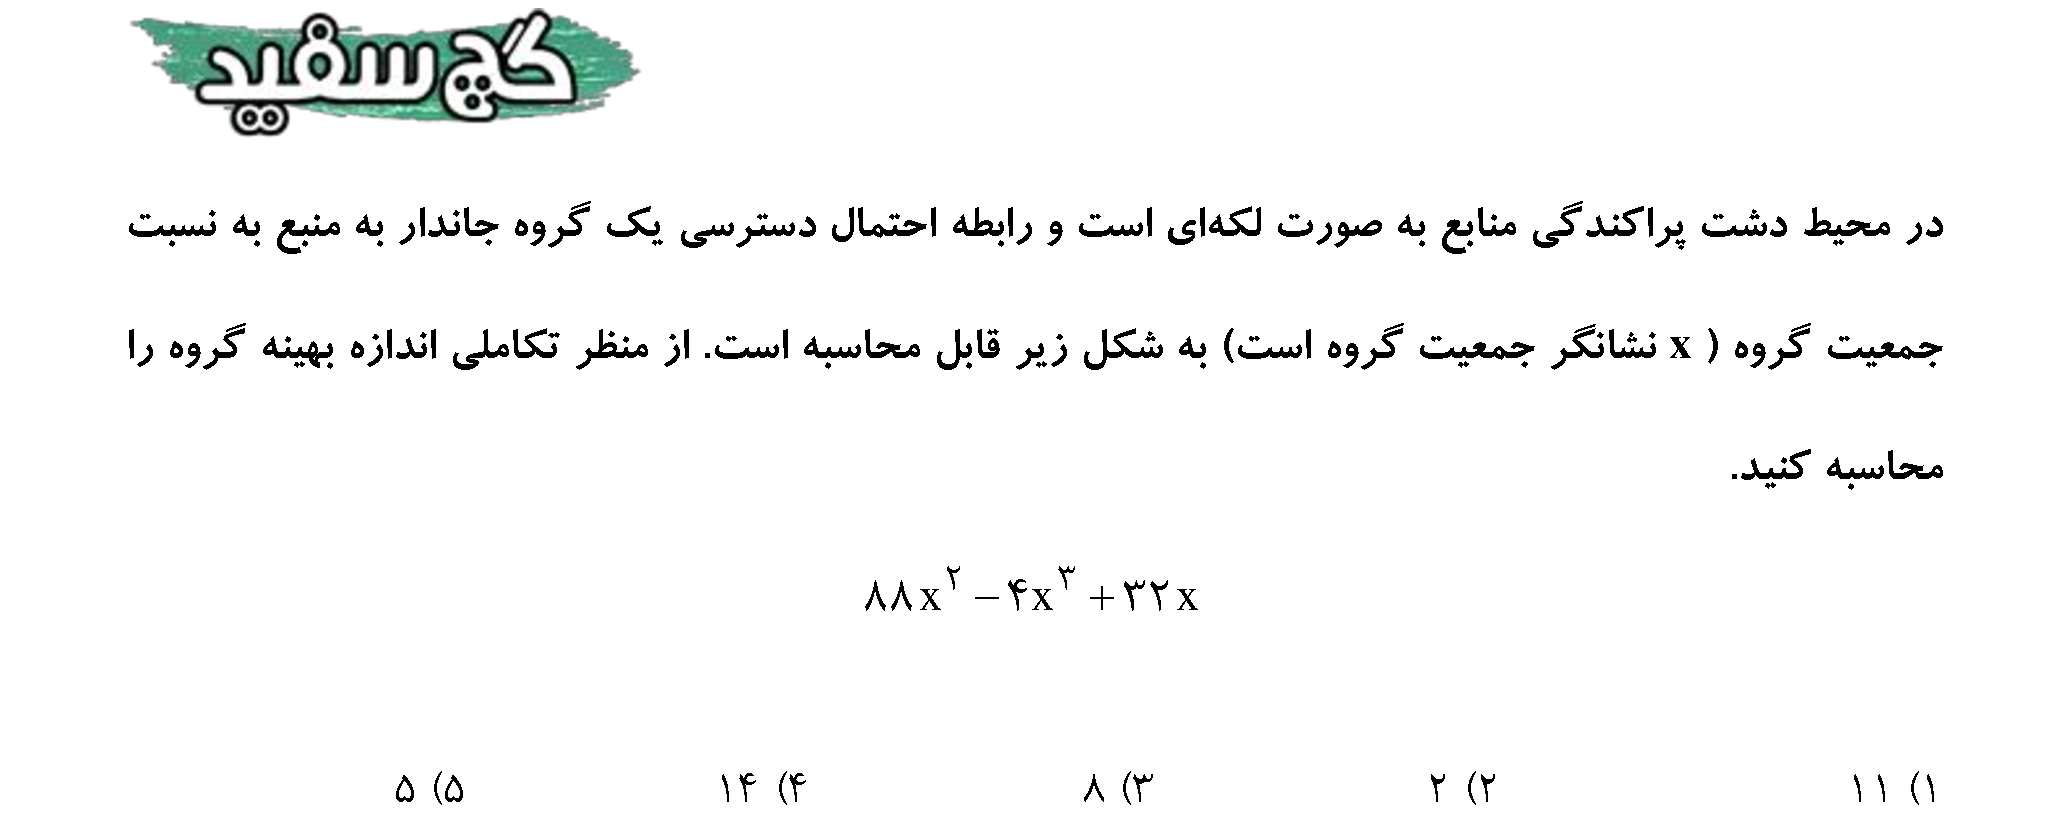 گچ سفید
در محیط دشت پراکندگی منابع به صورت لکه‌ای است و رابطه احتمال دسترسی یک گروه جاندار به منبع به نسبت
جمعیت گروه ( x نشانگر جمعیت گروه است) به شکل زیر قابل محاسبه است. از منظر تکاملی اندازه بهینه گروه را
محاسبه کنید.
۸۸x^۲ − ۴x^۳ + ۳۲x
۱) ۱۱ ۲) ۲ ۳) ۸ ۴) ۱۴ ۵) ۵